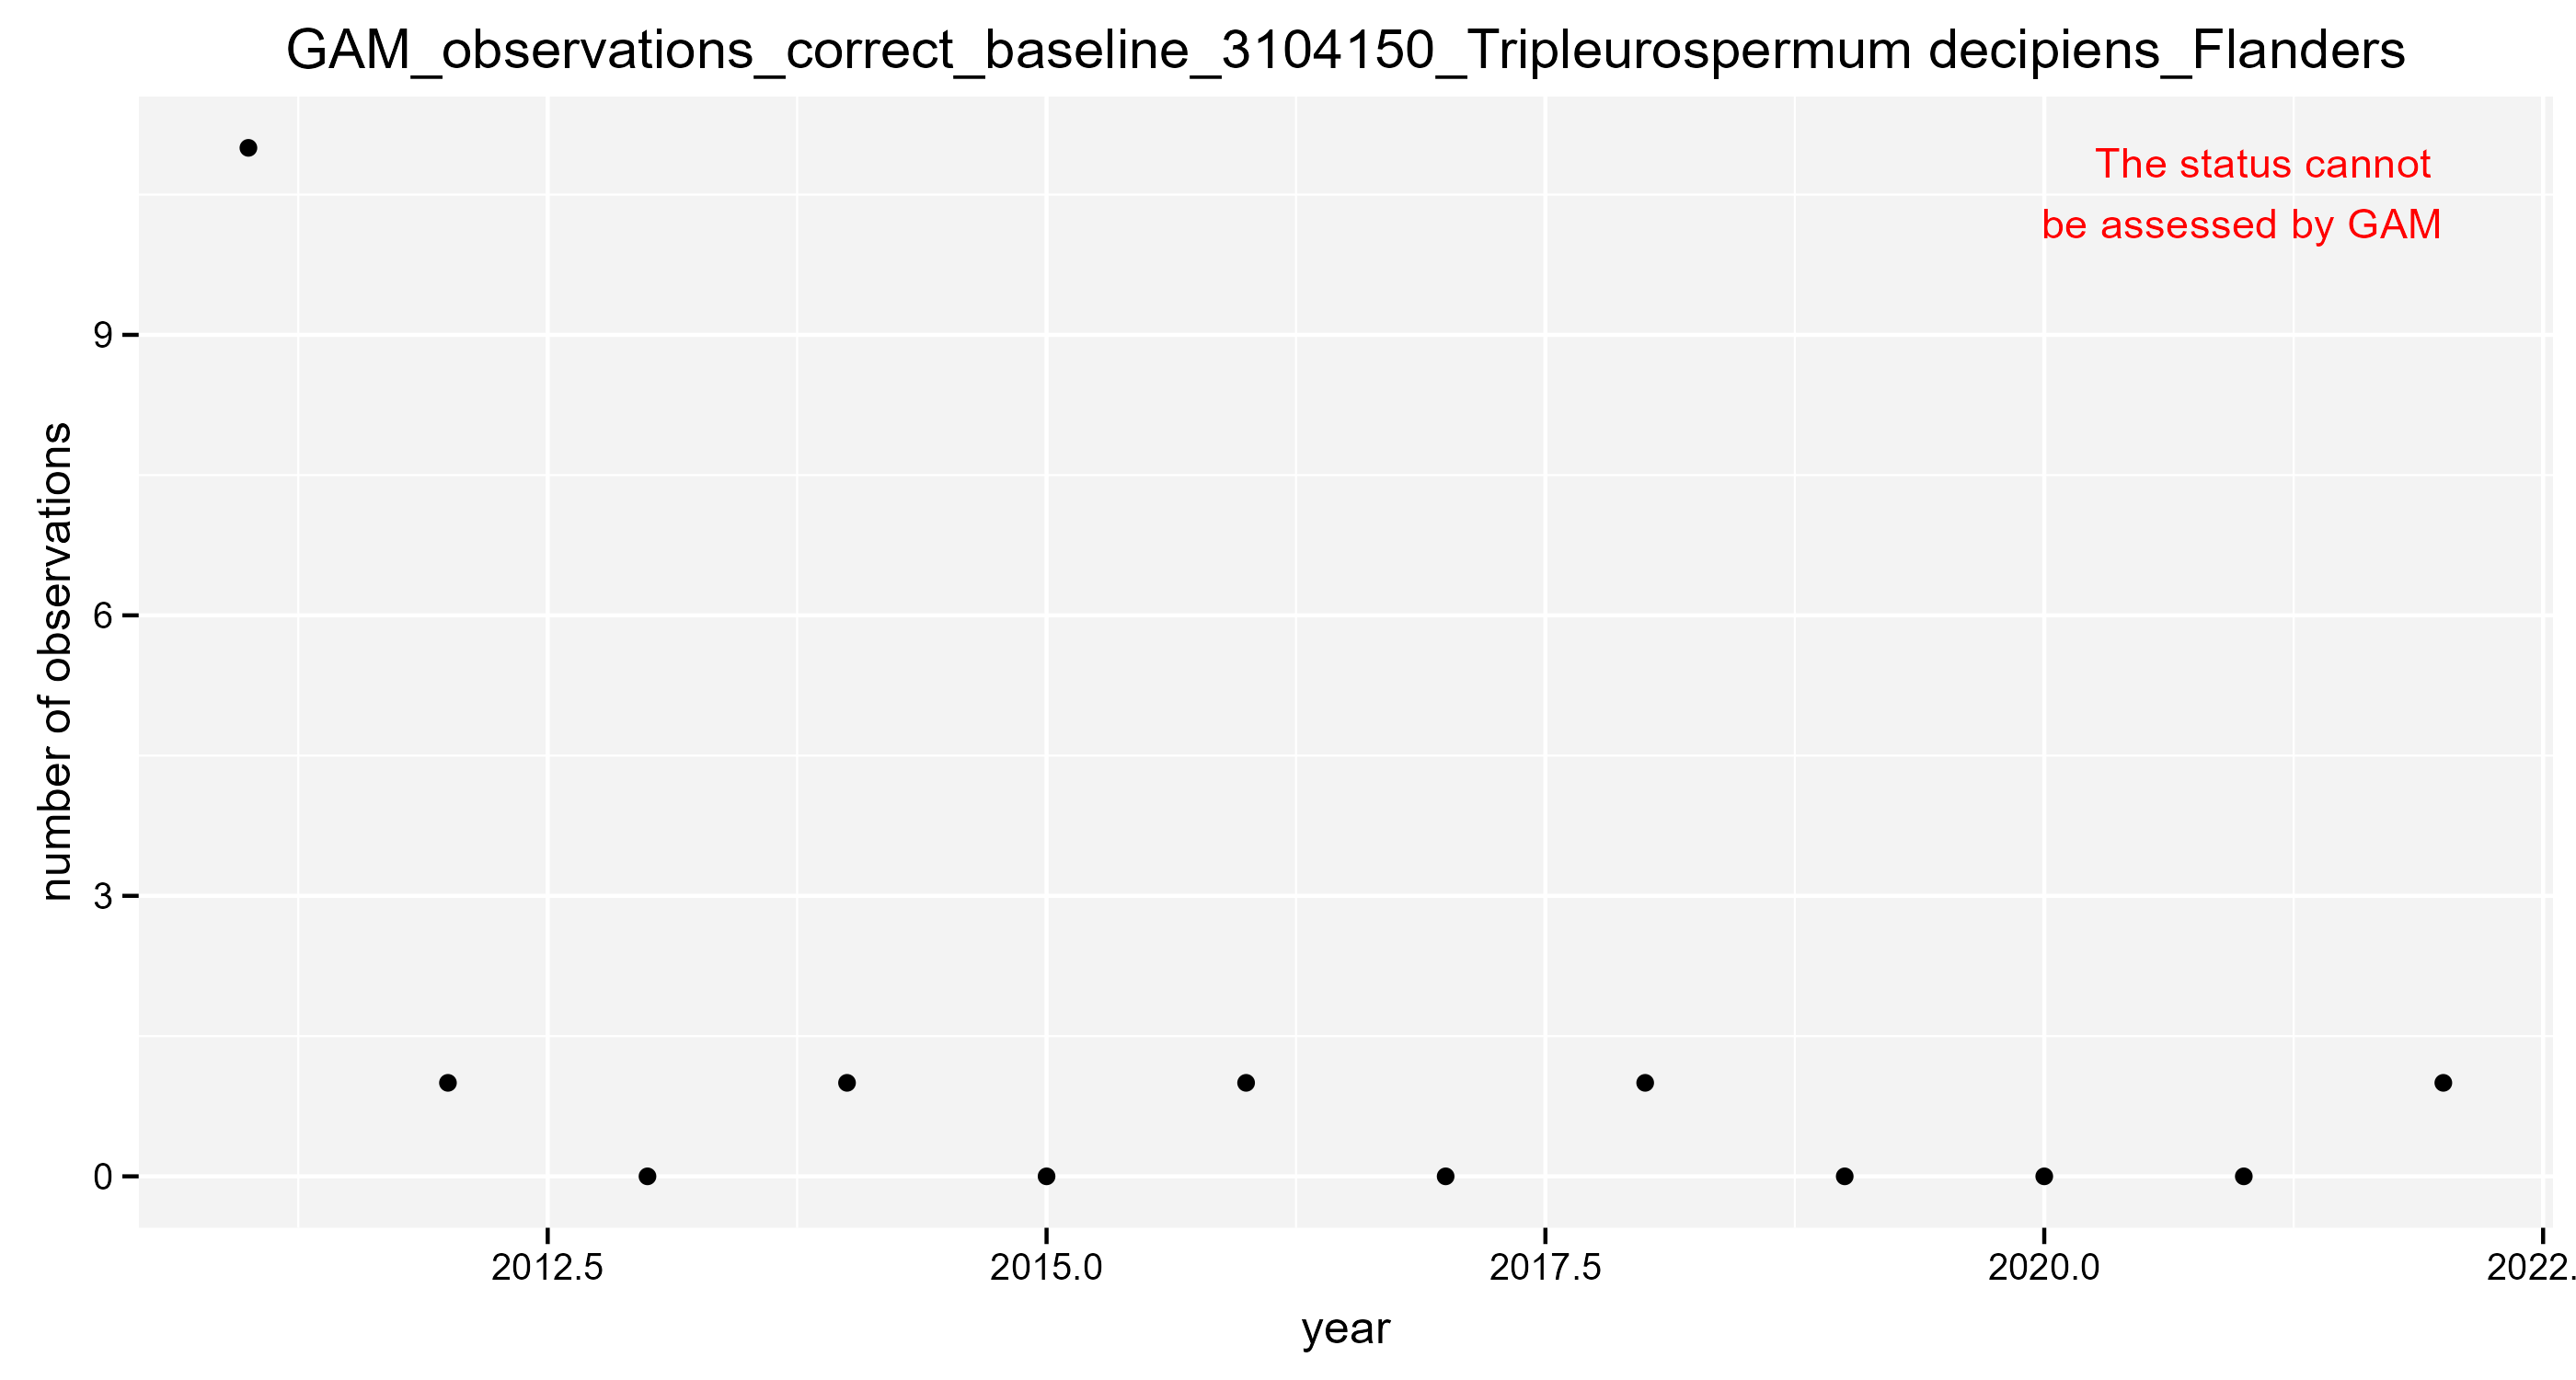 GAM_observations_correct_baseline_3104150_Tripleurospermum decipiens_Flanders
The status cannot
be assessed by GAM
number of observations
9
6
3
0
2012.5
2015.0
2017.5
2020.0
2022.
year